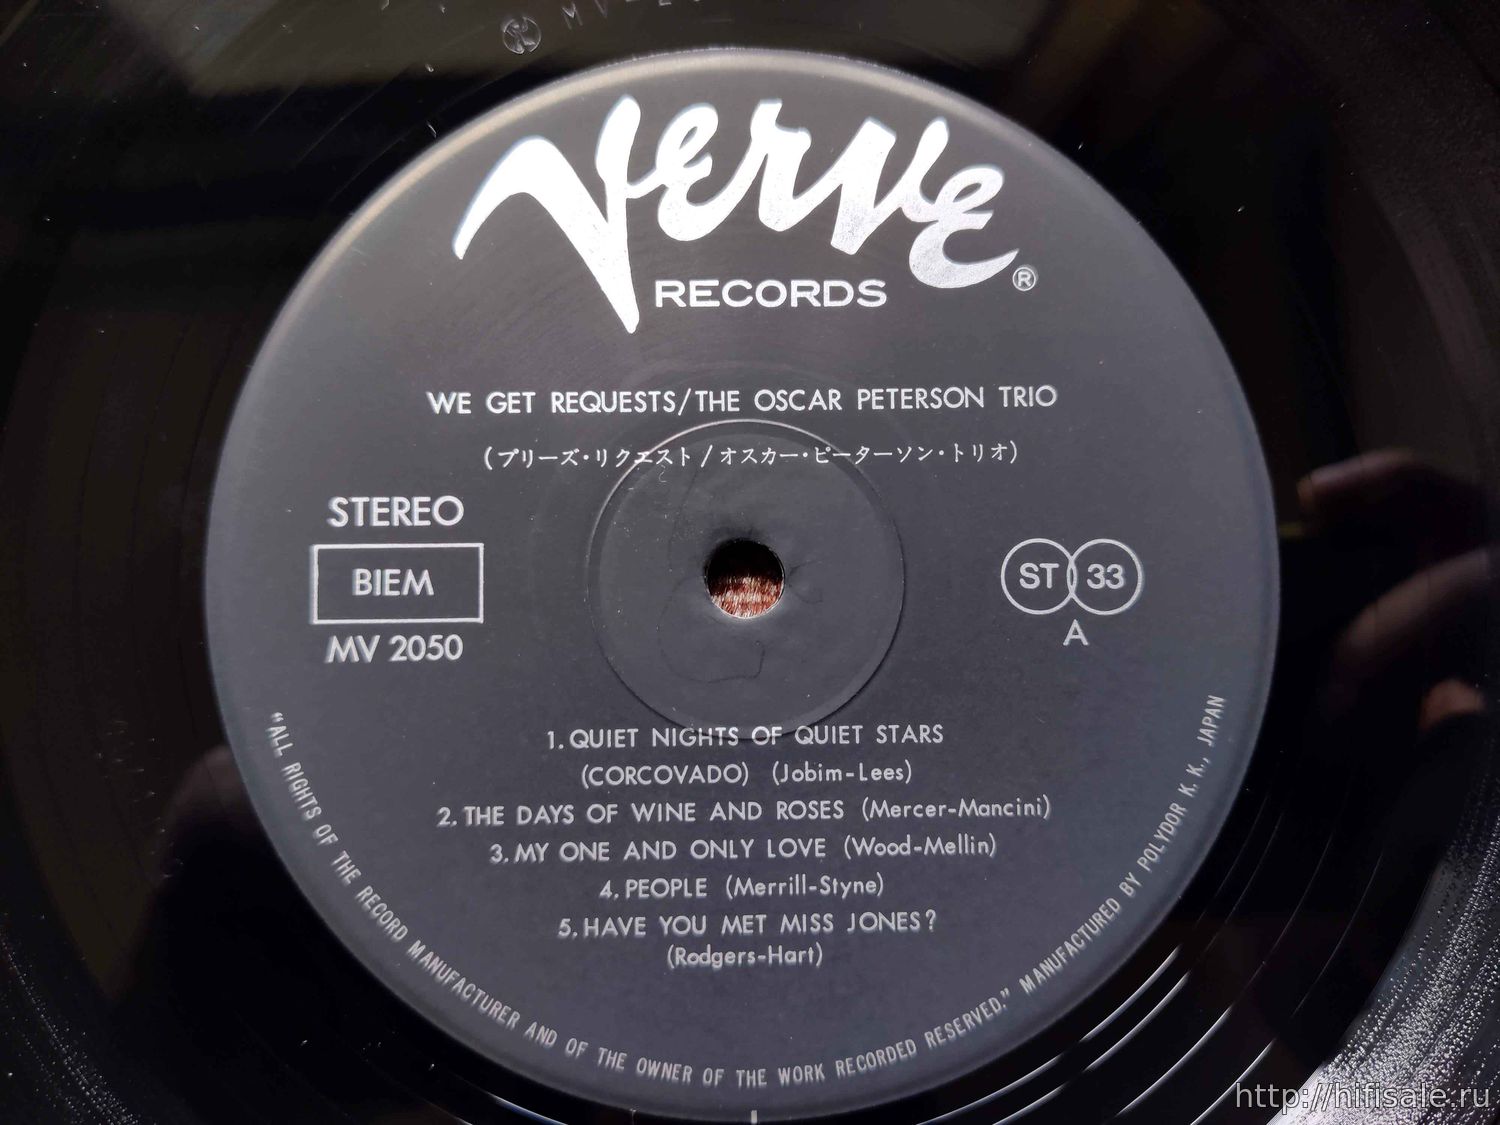 MV-2
Verve
RECORDS
®
WE GET REQUESTS/THE OSCAR PETERSON TRIO
(プリーズ・リクエスト/オスカー・ピーターソン・トリオ)
STEREO
BIEM
MV 2050
ST 33
A
1. QUIET NIGHTS OF QUIET STARS
(CORCOVADO) (Jobim-Lees)
2. THE DAYS OF WINE AND ROSES (Mercer-Mancini)
3. MY ONE AND ONLY LOVE (Wood-Mellin)
4. PEOPLE (Merrill-Styne)
5. HAVE YOU MET MISS JONES?
(Rodgers-Hart)
"ALL RIGHTS OF THE RECORD MANUFACTURER AND OF THE OWNER OF THE WORK RECORDED RESERVED." MANUFACTURED BY POLYDOR K. K., JAPAN
http://hifisale.ru